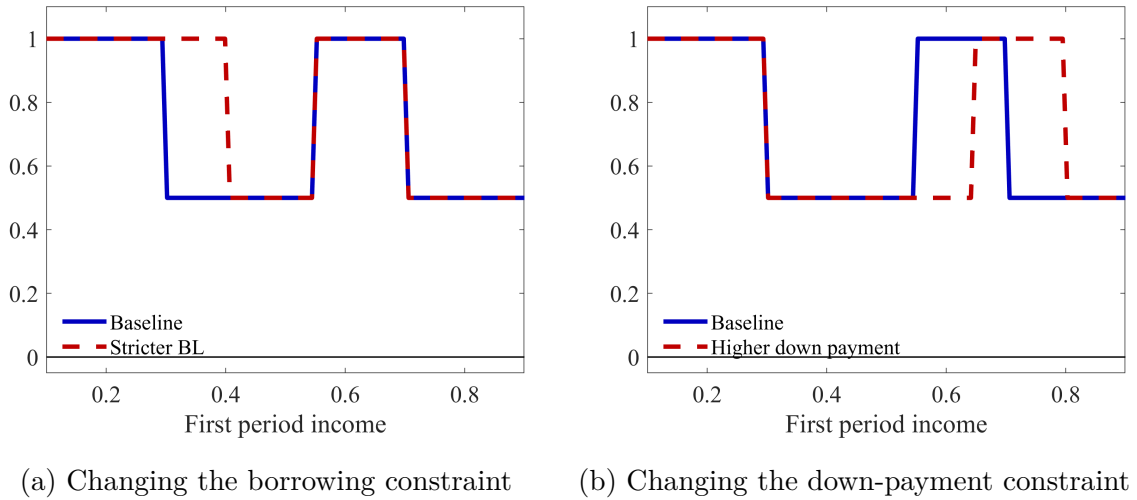 1
0.8
0.6
0.4
0.2
0
Baseline
Stricter BL
0.2 0.4 0.6 0.8
First period income
(a) Changing the borrowing constraint
1
0.8
0.6
0.4
0.2
0
Baseline
Higher down payment
0.2 0.4 0.6 0.8
First period income
(b) Changing the down-payment constraint